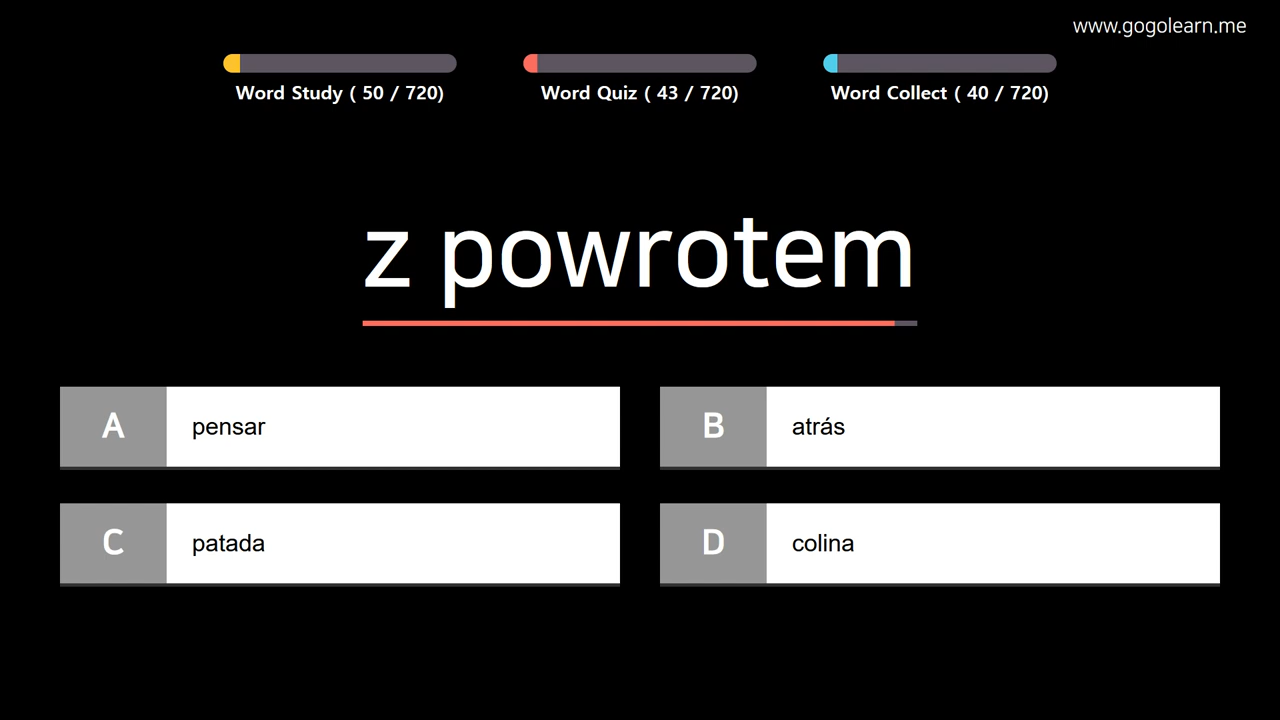 www.gogolearn.me
Word Study ( 50 / 720)
Word Quiz ( 43 / 720)
Word Collect ( 40 / 720)
z powrotem
A pensar
B atrás
C patada
D colina